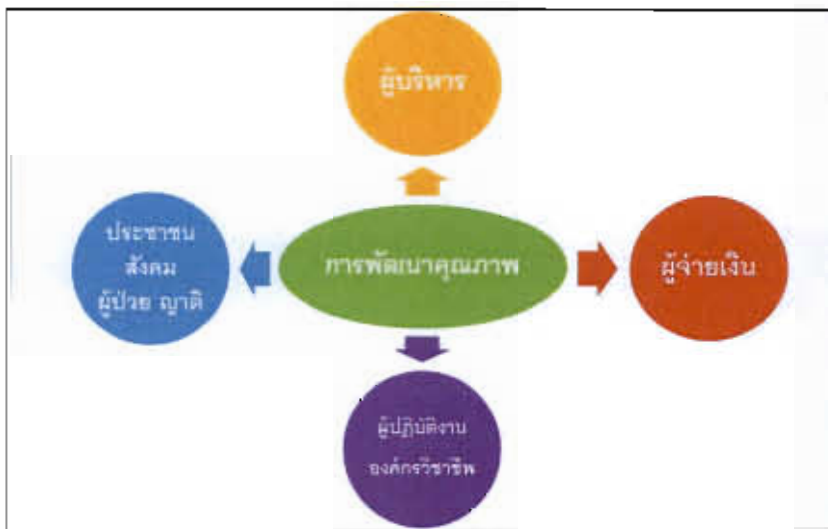 ผู้บริหาร
ประชาชน
สังคม
ผู้ป่วย ญาติ
การพัฒนาคุณภาพ
ผู้จ่ายเงิน
ผู้ปฏิบัติงาน
องค์กรวิชาชีพ